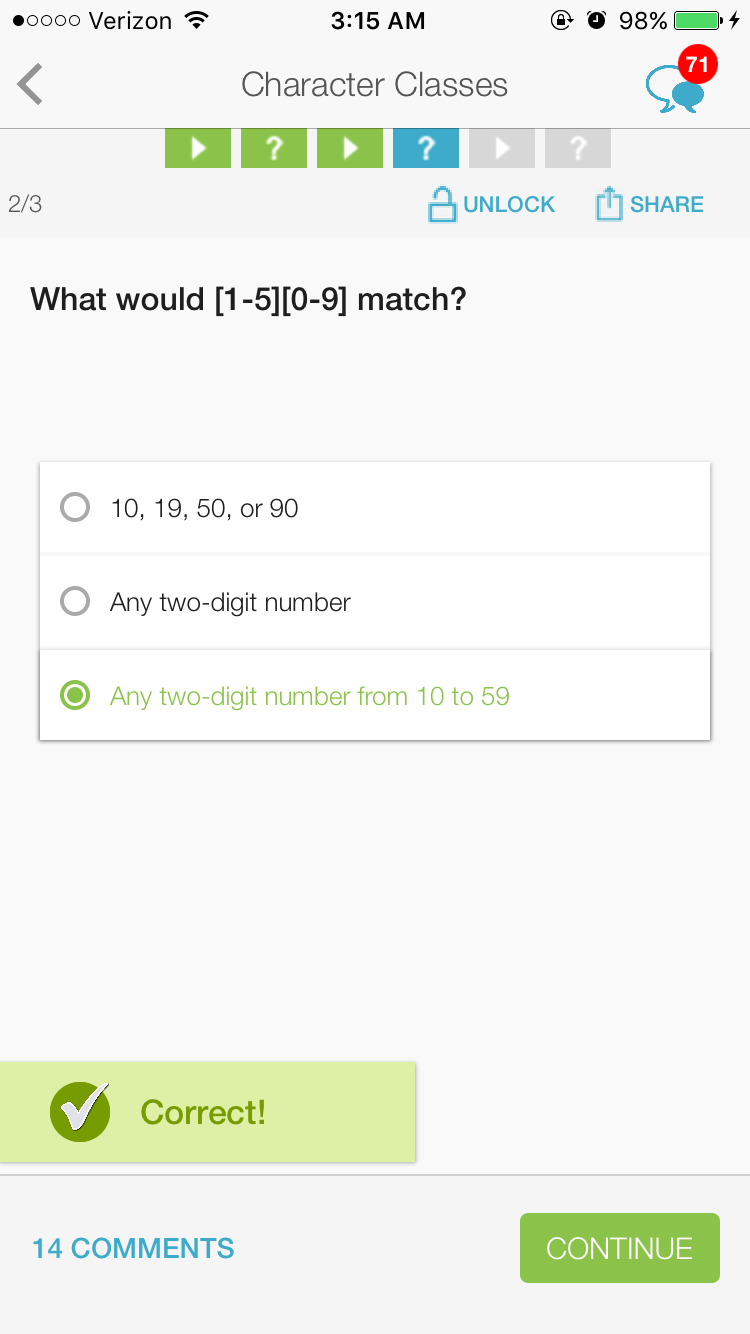 Verizon 3:15 AM 98%
Character Classes 71
? ? ?
2/3 UNLOCK SHARE
What would [1-5][0-9] match?
10, 19, 50, or 90
Any two-digit number
Any two-digit number from 10 to 59
Correct!
14 COMMENTS CONTINUE